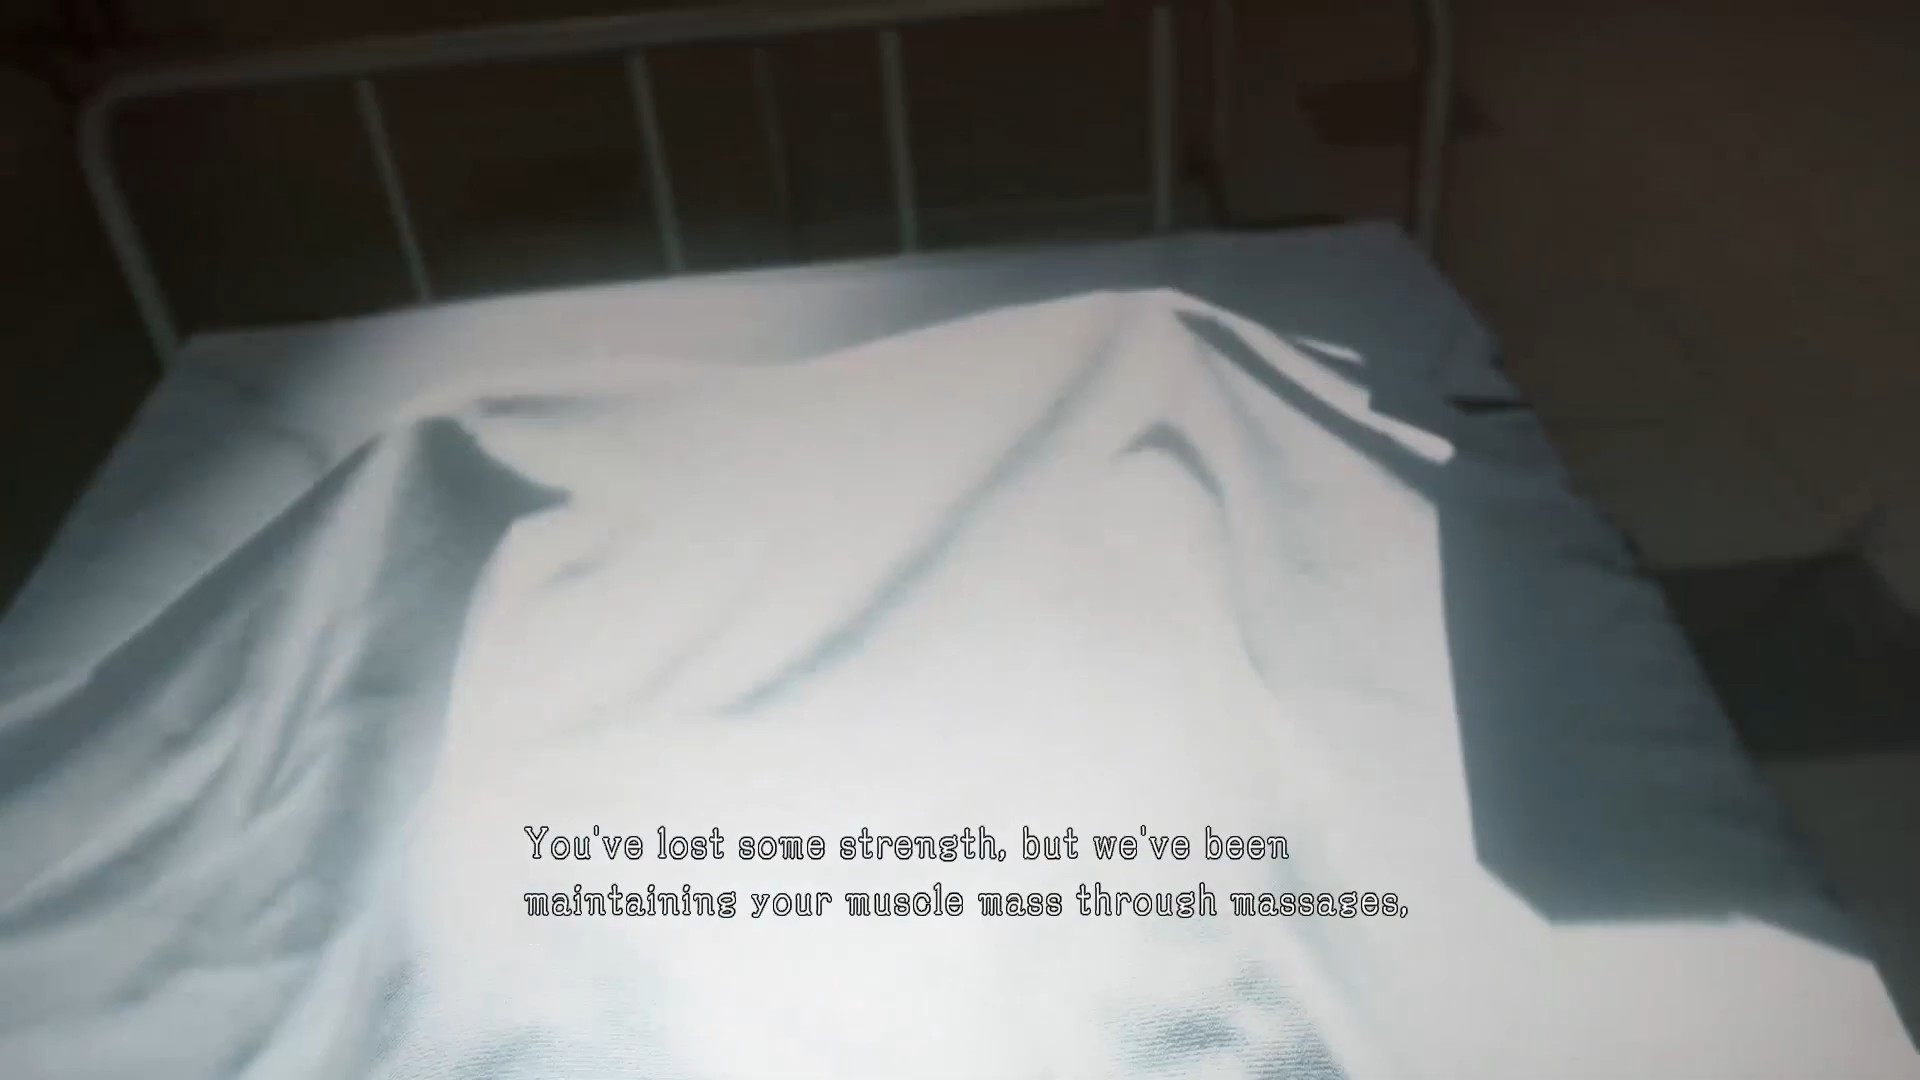 You've lost some strength, but we've been
maintaining your muscle mass through massages,